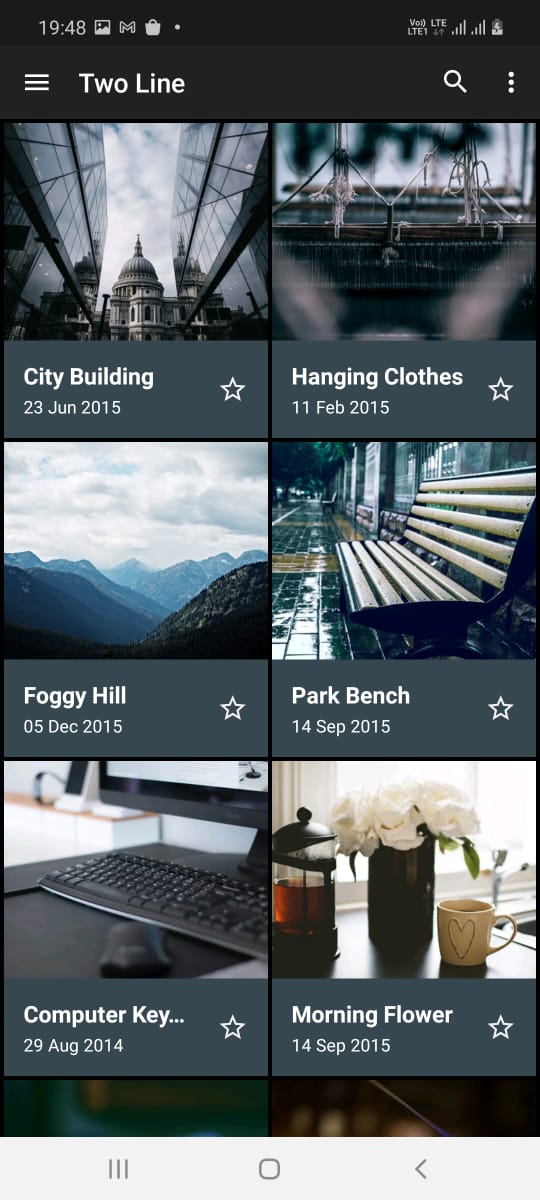 19:48
Vo)) LTE
LTE1
Two Line
City Building
23 Jun 2015
Hanging Clothes
11 Feb 2015
Foggy Hill
05 Dec 2015
Park Bench
14 Sep 2015
Computer Key...
29 Aug 2014
Morning Flower
14 Sep 2015